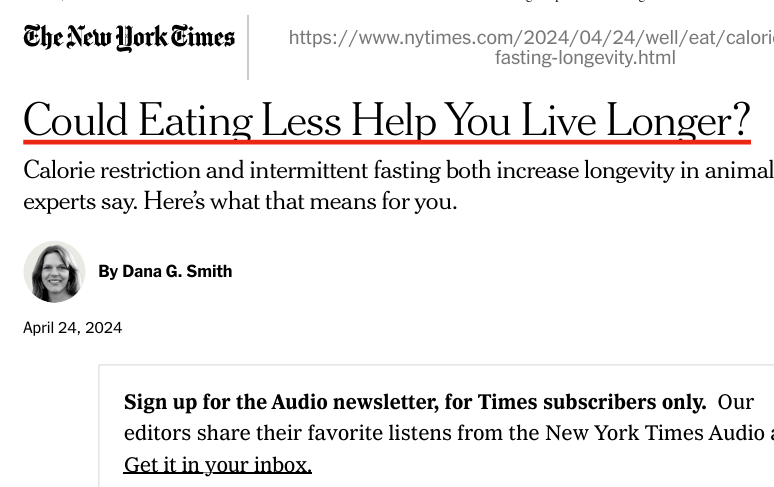 The New York Times
https://www.nytimes.com/2024/04/24/well/eat/calorie
fasting-longevity.html
Could Eating Less Help You Live Longer?
Calorie restriction and intermittent fasting both increase longevity in animal
experts say. Here’s what that means for you.
By Dana G. Smith
April 24, 2024
Sign up for the Audio newsletter, for Times subscribers only. Our
editors share their favorite listens from the New York Times Audio a
Get it in your inbox.